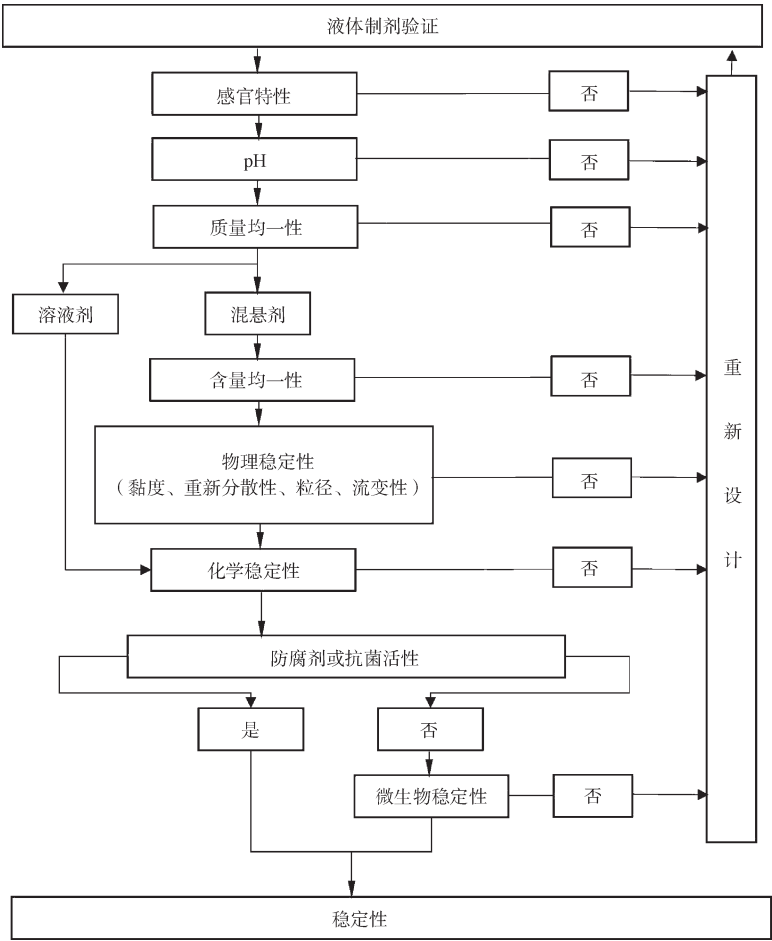 液体制剂验证
感官特性
否
pH
否
质量均一性
否
溶液剂
混悬剂
含量均一性
否
物理稳定性
（黏度、重新分散性、粒径、流变性）
否
化学稳定性
否
防腐剂或抗菌活性
是
否
微生物稳定性
否
重
新
设
计
稳定性